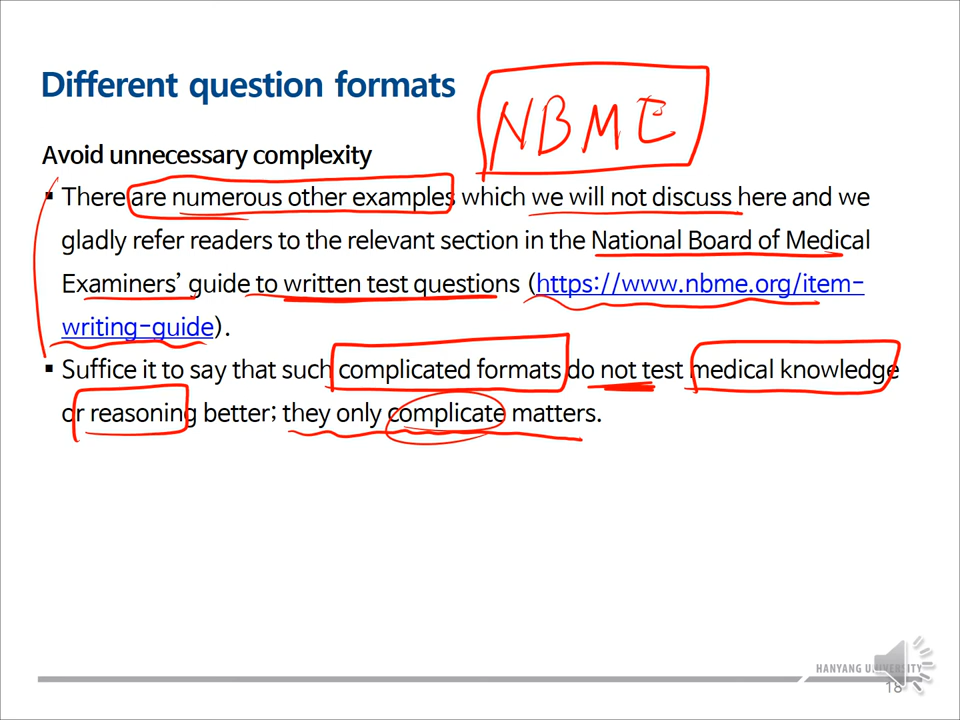 Different question formats
NBME
Avoid unnecessary complexity
▪ There are numerous other examples which we will not discuss here and we
gladly refer readers to the relevant section in the National Board of Medical
Examiners’ guide to written test questions (https://www.nbme.org/item-
writing-guide).
▪ Suffice it to say that such complicated formats do not test medical knowledge
or reasoning better; they only complicate matters.
HANYANG UNIVERSITY
18